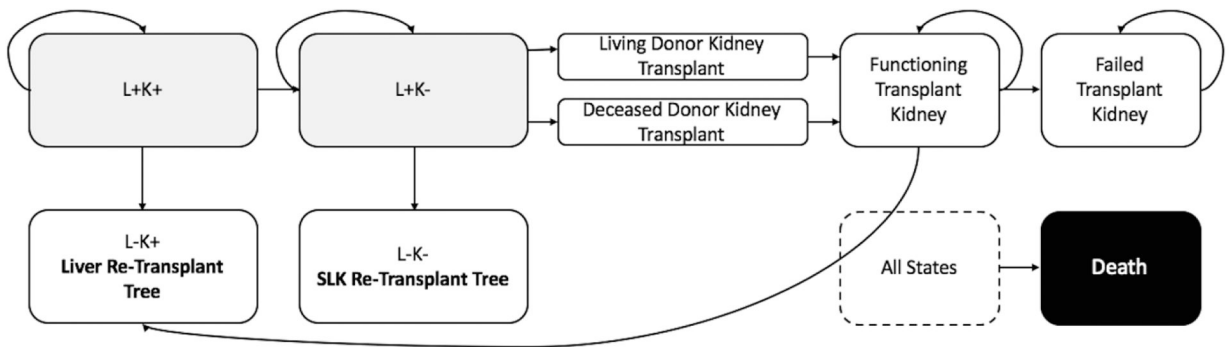 L+K+
L+K-
Living Donor Kidney
Transplant
Deceased Donor Kidney
Transplant
Functioning
Transplant
Kidney
Failed
Transplant
Kidney
L-K+
Liver Re-Transplant
Tree
L-K-
SLK Re-Transplant Tree
All States
Death